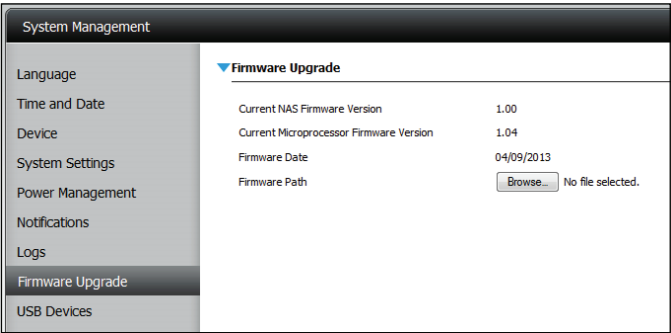 System Management
Language
Time and Date
Device
System Settings
Power Management
Notifications
Logs
Firmware Upgrade
USB Devices
Firmware Upgrade
Current NAS Firmware Version 1.00
Current Microprocessor Firmware Version 1.04
Firmware Date 04/09/2013
Firmware Path Browse... No file selected.